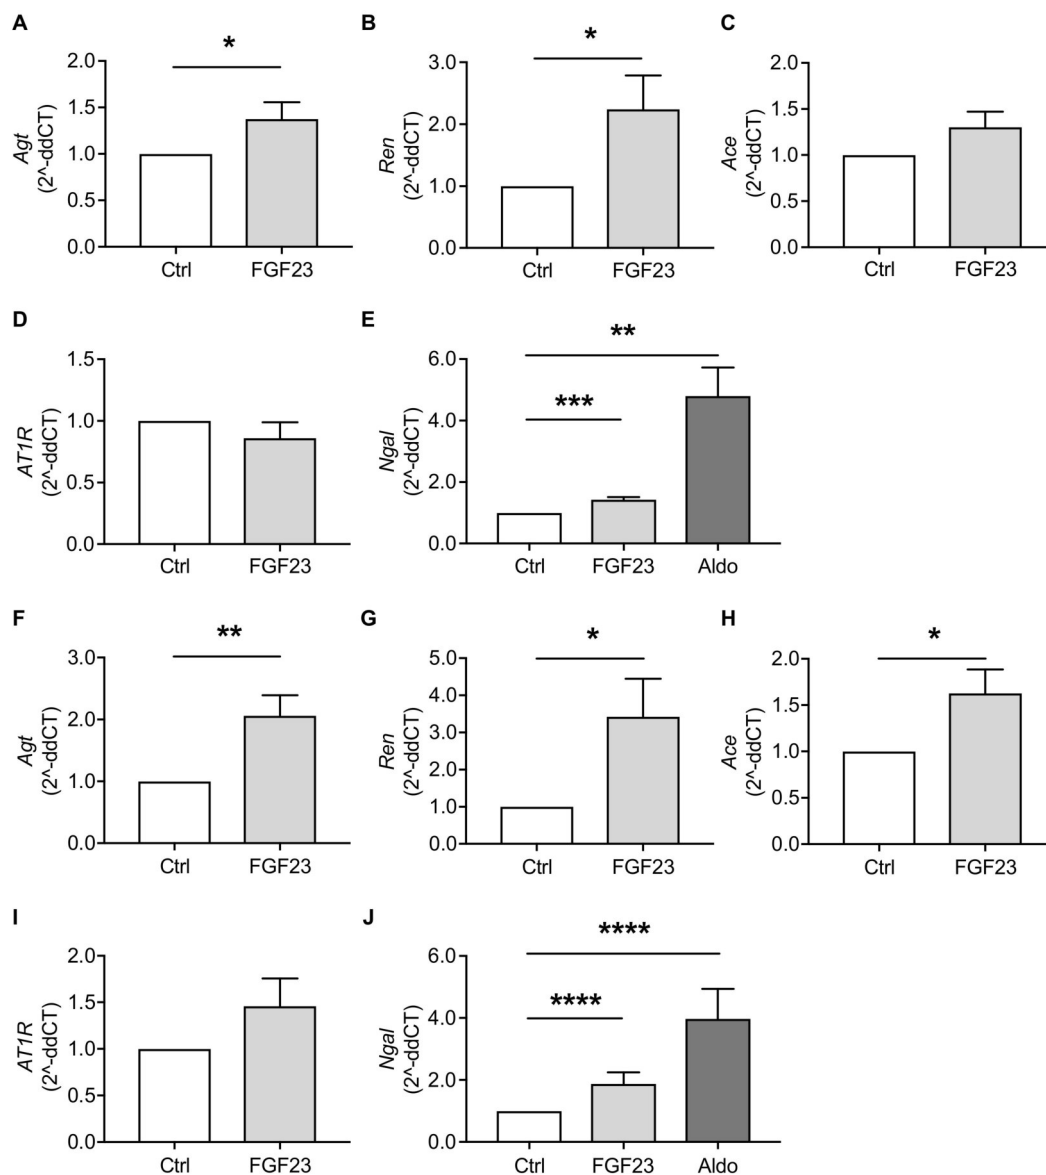 A
*
2.0
1.5
1.0
0.5
0.0
Agt
(2^-ddCT)
Ctrl
FGF23
B
*
3.0
2.0
1.0
0.0
Ren
(2^-ddCT)
Ctrl
FGF23
C
2.0
1.5
1.0
0.5
0.0
Ace
(2^-ddCT)
Ctrl
FGF23
D
1.5
1.0
0.5
0.0
AT1R
(2^-ddCT)
Ctrl
FGF23
E
**
***
6.0
4.0
2.0
0.0
Ngal
(2^-ddCT)
Ctrl
FGF23
Aldo
F
**
3.0
2.0
1.0
0.0
Agt
(2^-ddCT)
Ctrl
FGF23
G
*
5.0
4.0
3.0
2.0
1.0
0.0
Ren
(2^-ddCT)
Ctrl
FGF23
H
*
2.0
1.5
1.0
0.5
0.0
Ace
(2^-ddCT)
Ctrl
FGF23
I
2.0
1.5
1.0
0.5
0.0
AT1R
(2^-ddCT)
Ctrl
FGF23
J
****
****
6.0
4.0
2.0
0.0
Ngal
(2^-ddCT)
Ctrl
FGF23
Aldo